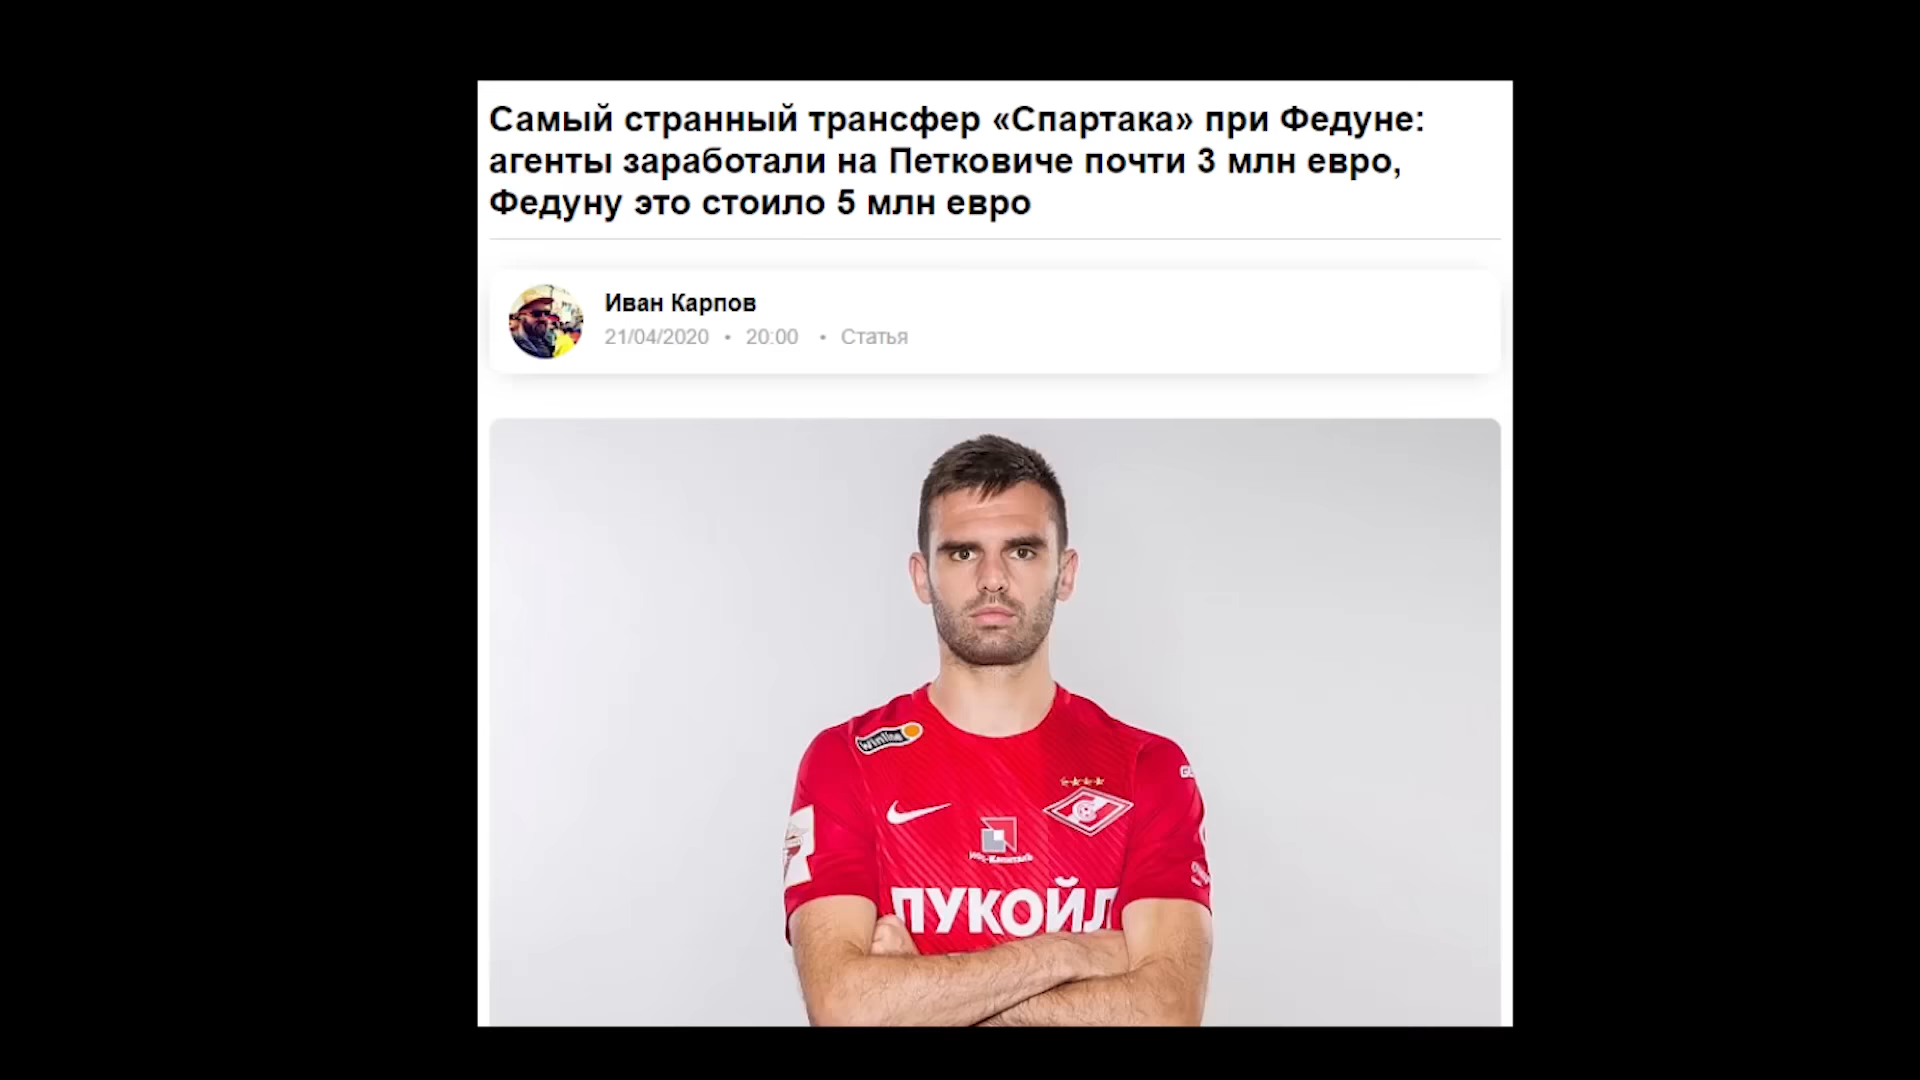 Самый странный трансфер «Спартака» при Федуне:
агенты заработали на Петковиче почти 3 млн евро,
Федуну это стоило 5 млн евро
Иван Карпов
21/04/2020 • 20:00 • Статья
winline
ЛУКОЙЛ